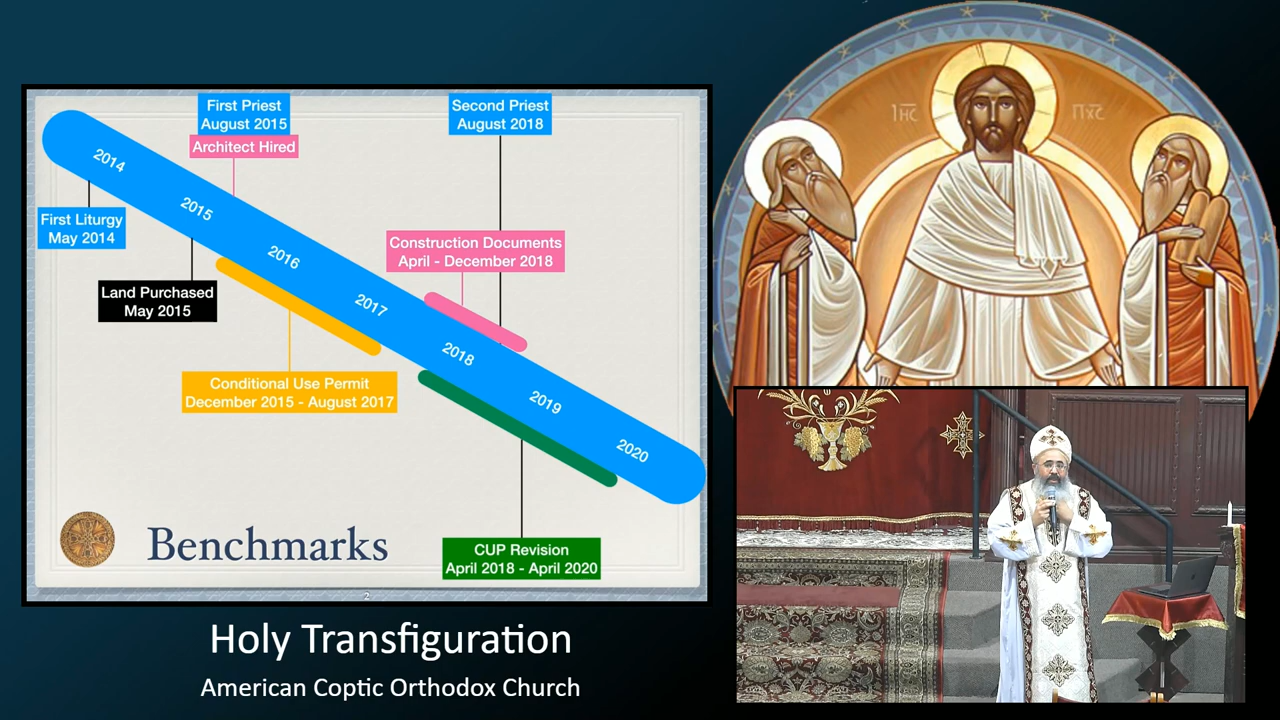 First Priest
August 2015
Architect Hired
Second Priest
August 2018
2014
2015
2016
2017
2018
2019
2020
First Liturgy
May 2014
Land Purchased
May 2015
Construction Documents
April - December 2018
Conditional Use Permit
December 2015 - August 2017
CUP Revision
April 2018 - April 2020
Benchmarks
2
Holy Transfiguration
American Coptic Orthodox Church